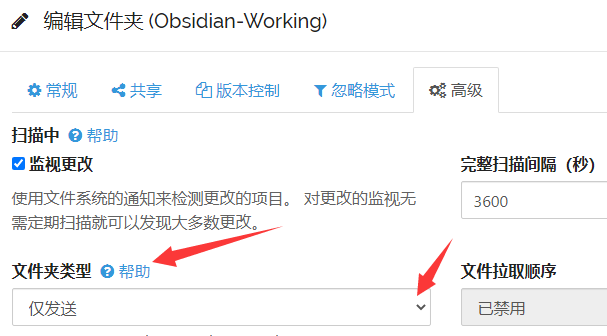 编辑文件夹 (Obsidian-Working)
常规 共享 版本控制 忽略模式 高级
扫描中 帮助
监视更改 完整扫描间隔（秒）
使用文件系统的通知来检测更改的项目。 对更改的监视无 3600
需定期扫描就可以发现大多数更改。
文件夹类型 帮助 文件拉取顺序
仅发送 已禁用